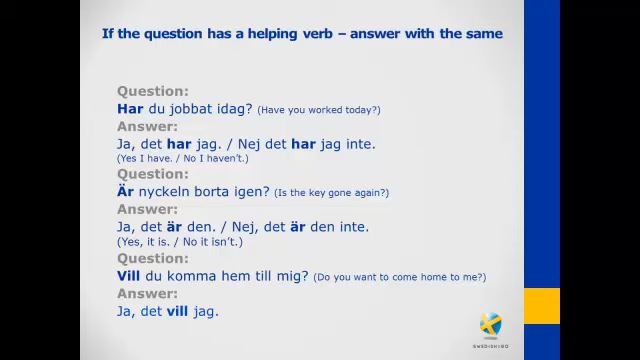 If the question has a helping verb – answer with the same
Question:
Har du jobbat idag? (Have you worked today?)
Answer:
Ja, det har jag. / Nej det har jag inte.
(Yes I have. / No I haven't.)
Question:
Är nyckeln borta igen? (Is the key gone again?)
Answer:
Ja, det är den. / Nej, det är den inte.
(Yes, it is. / No it isn't.)
Question:
Vill du komma hem till mig? (Do you want to come home to me?)
Answer:
Ja, det vill jag.